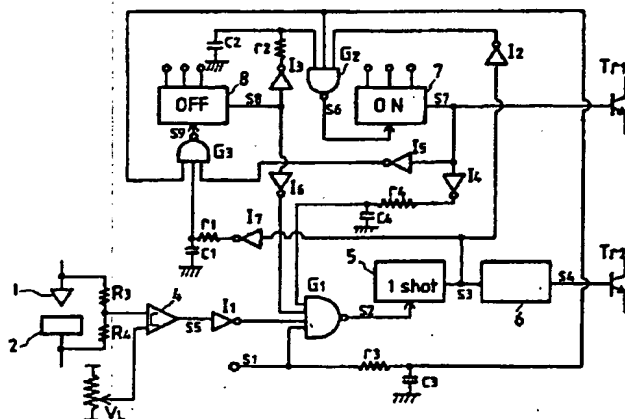 C2
r2
I3
G2
I2
8
7
Tr1
OFF
S8
S6
ON
S7
S9
G3
I5
I6
I4
r4
C4
r1
I7
C1
1
R3
4
G1
5
1 shot
S3
S4
Tr2
2
R4
S5
I1
S2
6
S1
r3
C3
VL